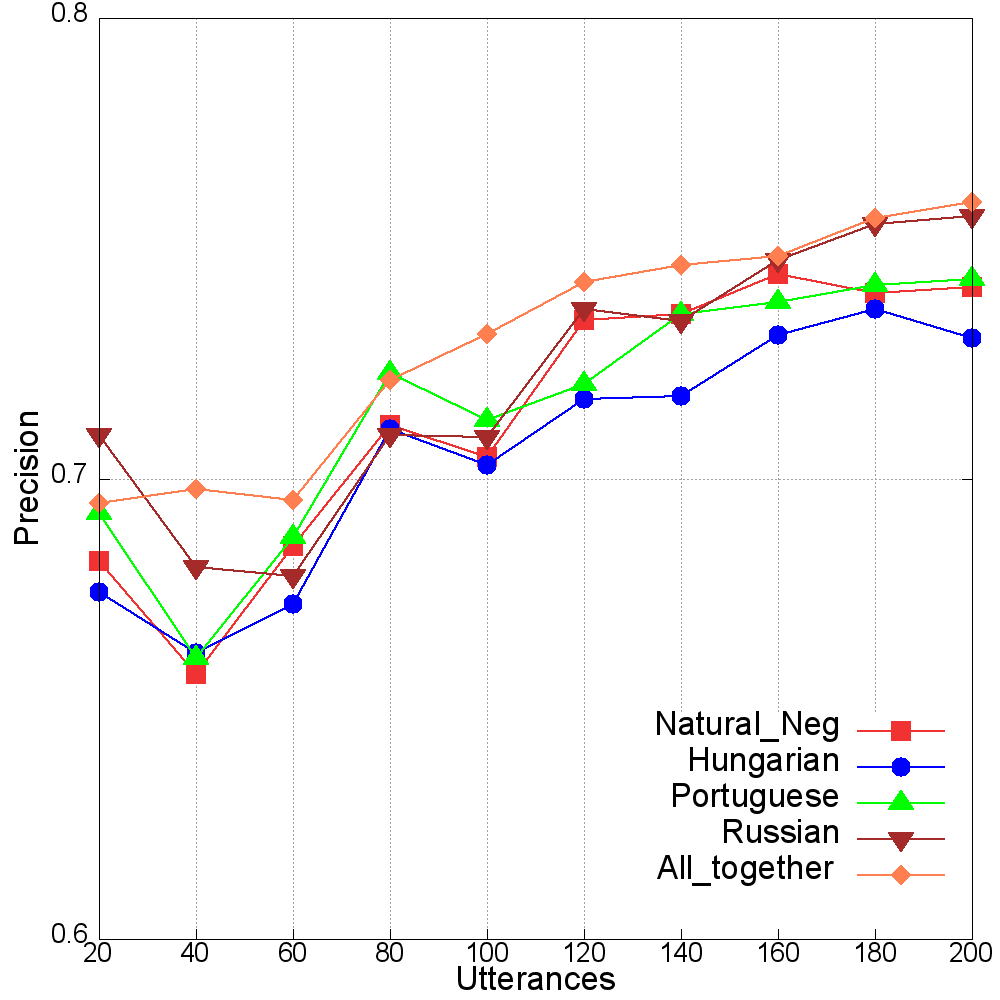 0.8
0.7
0.6
Precision
20 40 60 80 100 120 140 160 180 200
Utterances
Natural_Neg
Hungarian
Portuguese
Russian
All_together